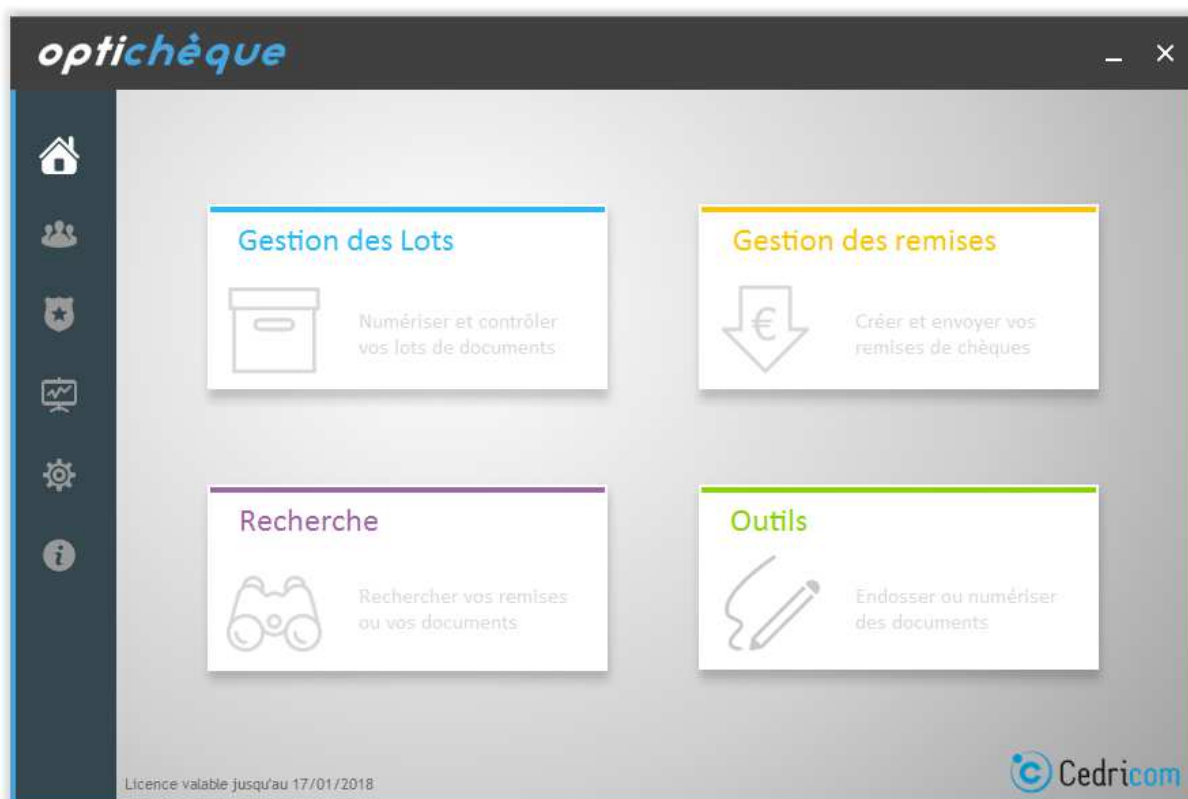 optichèque
Gestion des Lots
Numériser et contrôler
vos lots de documents
Gestion des remises
€
Créer et envoyer vos
remises de chèques
Recherche
Rechercher vos remises
ou vos documents
Outils
Endosser ou numériser
des documents
Licence valable jusqu'au 17/01/2018
Cedricom